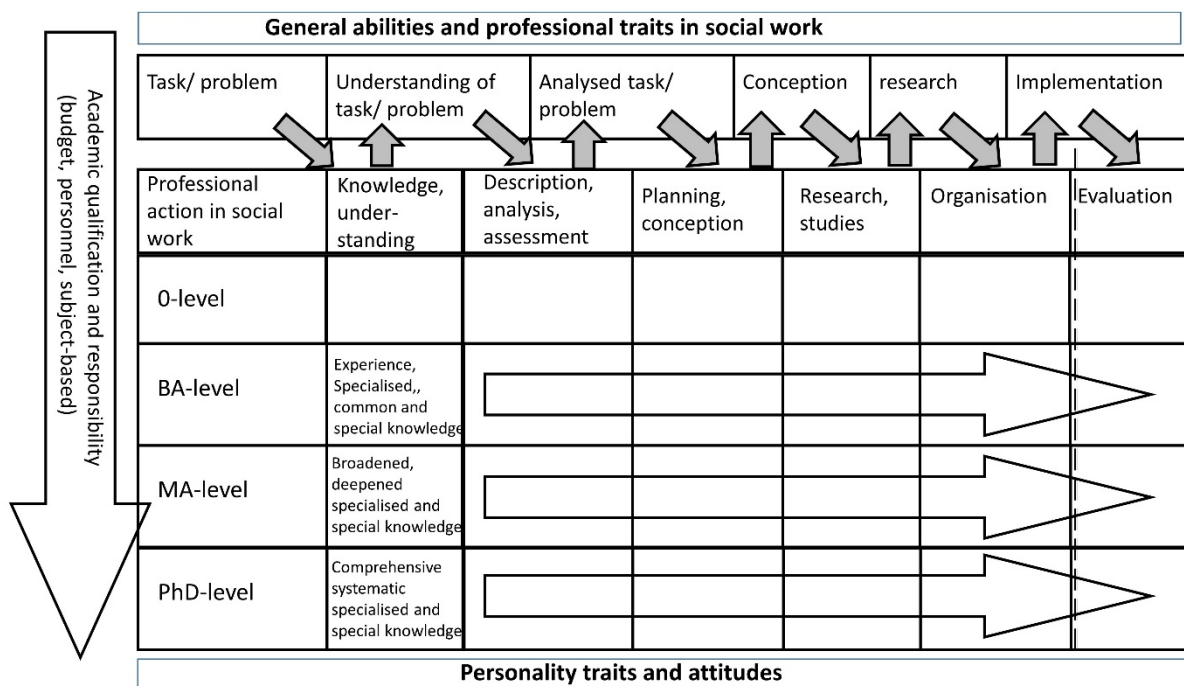 General abilities and professional traits in social work
Academic qualification and responsibility
(budget, personnel, subject-based)
Task/ problem
Understanding of
task/ problem
Analysed task/
problem
Conception
research
Implementation
Professional
action in social
work
Knowledge,
under-
standing
Description,
analysis,
assessment
Planning,
conception
Research,
studies
Organisation
Evaluation
0-level
BA-level
Experience,
Specialised,,
common and
special knowledge
MA-level
Broadened,
deepened
specialised and
special knowledge
PhD-level
Comprehensive
systematic
specialised and
special knowledge
Personality traits and attitudes